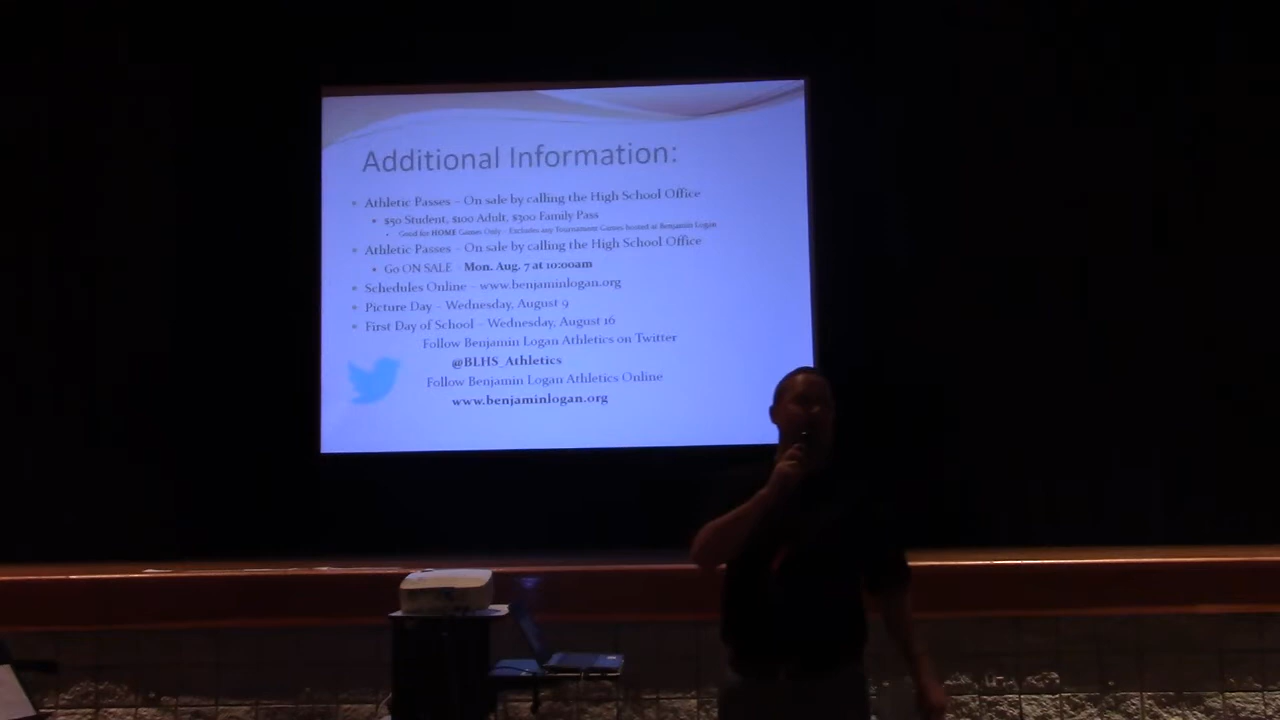 Additional Information:
Athletic Passes – On sale by calling the High School Office
$50 Student, $100 Adult, $300 Family Pass
Good for HOME Games Only – Excludes any Tournament Games hosted at Benjamin Logan
Athletic Passes – On sale by calling the High School Office
Go ON SALE – Mon. Aug. 7 at 10:00am
Schedules Online – www.benjaminlogan.org
Picture Day – Wednesday, August 9
First Day of School – Wednesday, August 16
Follow Benjamin Logan Athletics on Twitter
@BLHS_Athletics
Follow Benjamin Logan Athletics Online
www.benjaminlogan.org